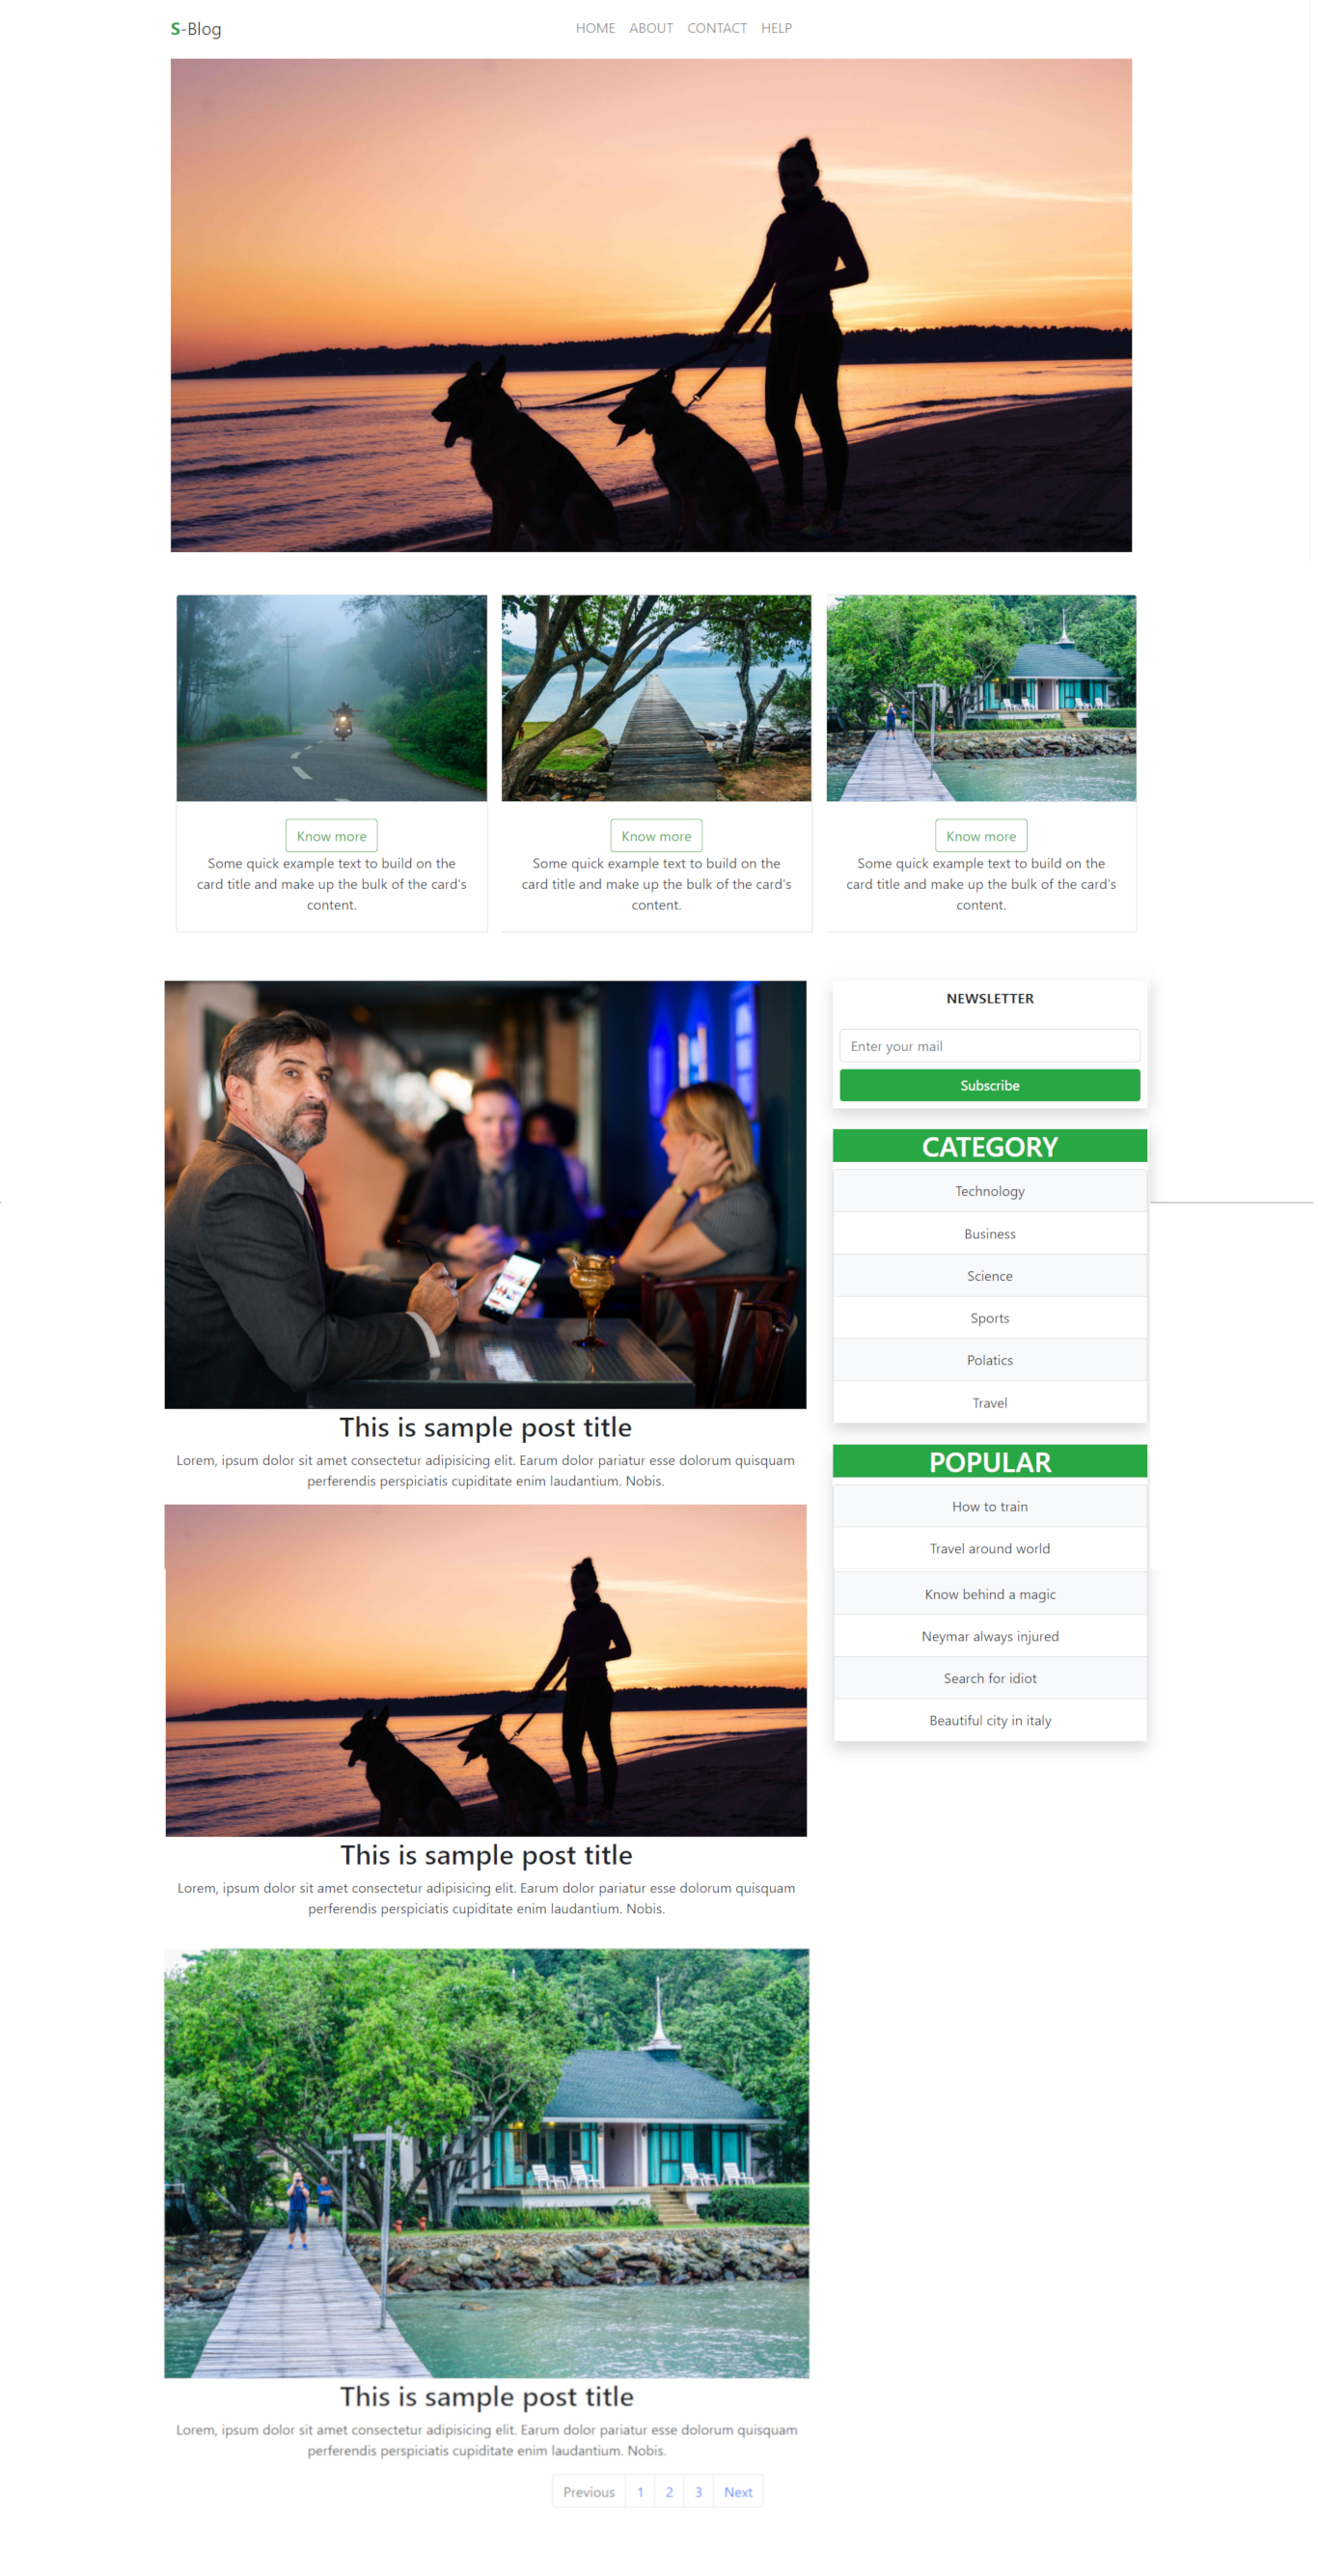 S-Blog
HOME ABOUT CONTACT HELP
Know more
Some quick example text to build on the
card title and make up the bulk of the card's
content.
Know more
Some quick example text to build on the
card title and make up the bulk of the card's
content.
Know more
Some quick example text to build on the
card title and make up the bulk of the card's
content.
This is sample post title
Lorem, ipsum dolor sit amet consectetur adipisicing elit. Earum dolor pariatur esse dolorum quisquam
perferendis perspiciatis cupiditate enim laudantium. Nobis.
This is sample post title
Lorem, ipsum dolor sit amet consectetur adipisicing elit. Earum dolor pariatur esse dolorum quisquam
perferendis perspiciatis cupiditate enim laudantium. Nobis.
This is sample post title
Lorem, ipsum dolor sit amet consectetur adipisicing elit. Earum dolor pariatur esse dolorum quisquam
perferendis perspiciatis cupiditate enim laudantium. Nobis.
NEWSLETTER
Enter your mail
Subscribe
CATEGORY
Technology
Business
Science
Sports
Polatics
Travel
POPULAR
How to train
Travel around world
Know behind a magic
Neymar always injured
Search for idiot
Beautiful city in italy
Previous 1 2 3 Next